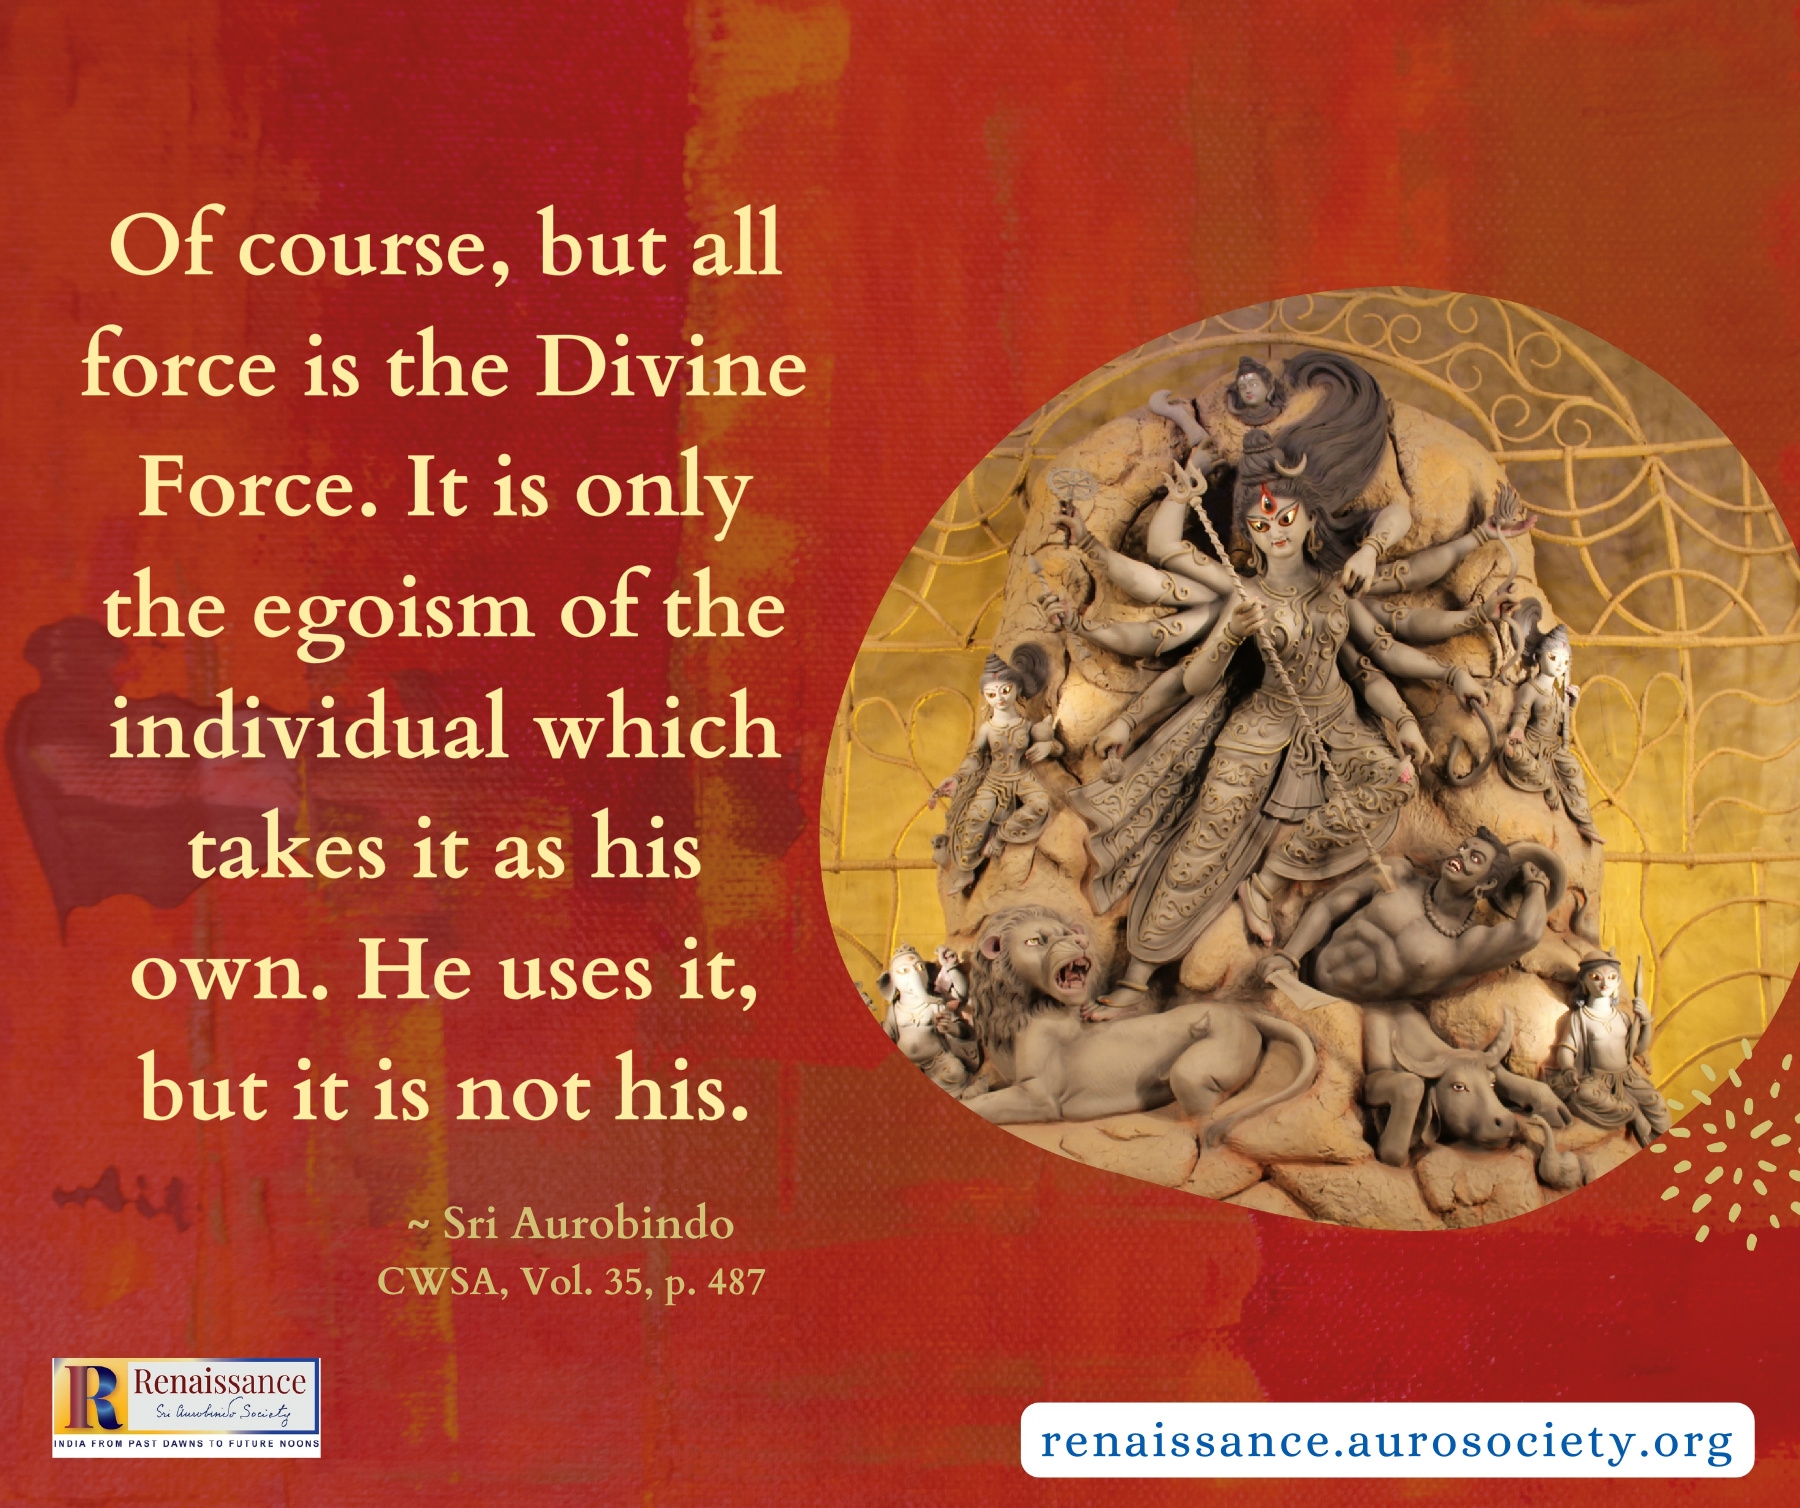 Of course, but all
force is the Divine
Force. It is only
the egoism of the
individual which
takes it as his
own. He uses it,
but it is not his.
~ Sri Aurobindo
CWSA, Vol. 35, p. 487
R Renaissance
Sri Aurobindo Society
INDIA FROM PAST DAWNS TO FUTURE NOONS
renaissance.aurosociety.org